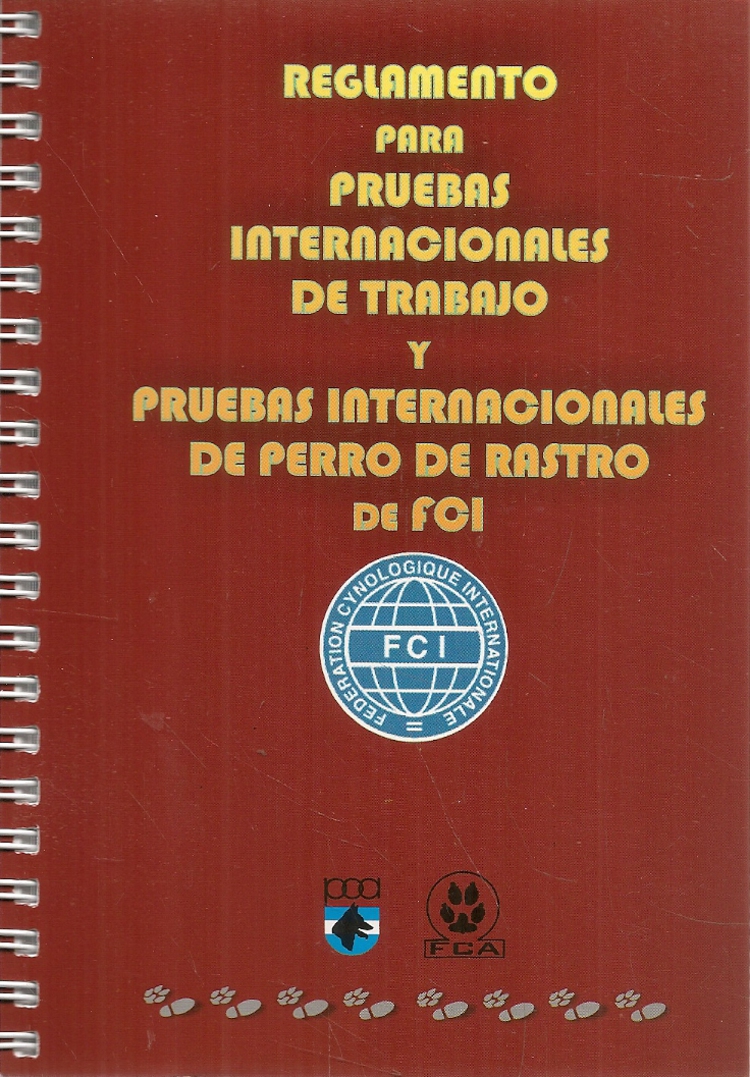 REGLAMENTO
PARA
PRUEBAS
INTERNACIONALES
DE TRABAJO
Y
PRUEBAS INTERNACIONALES
DE PERRO DE RASTRO
DE FCI
FEDERATION CYNOLOGIQUE INTERNATIONALE
FCI
poa
FCA